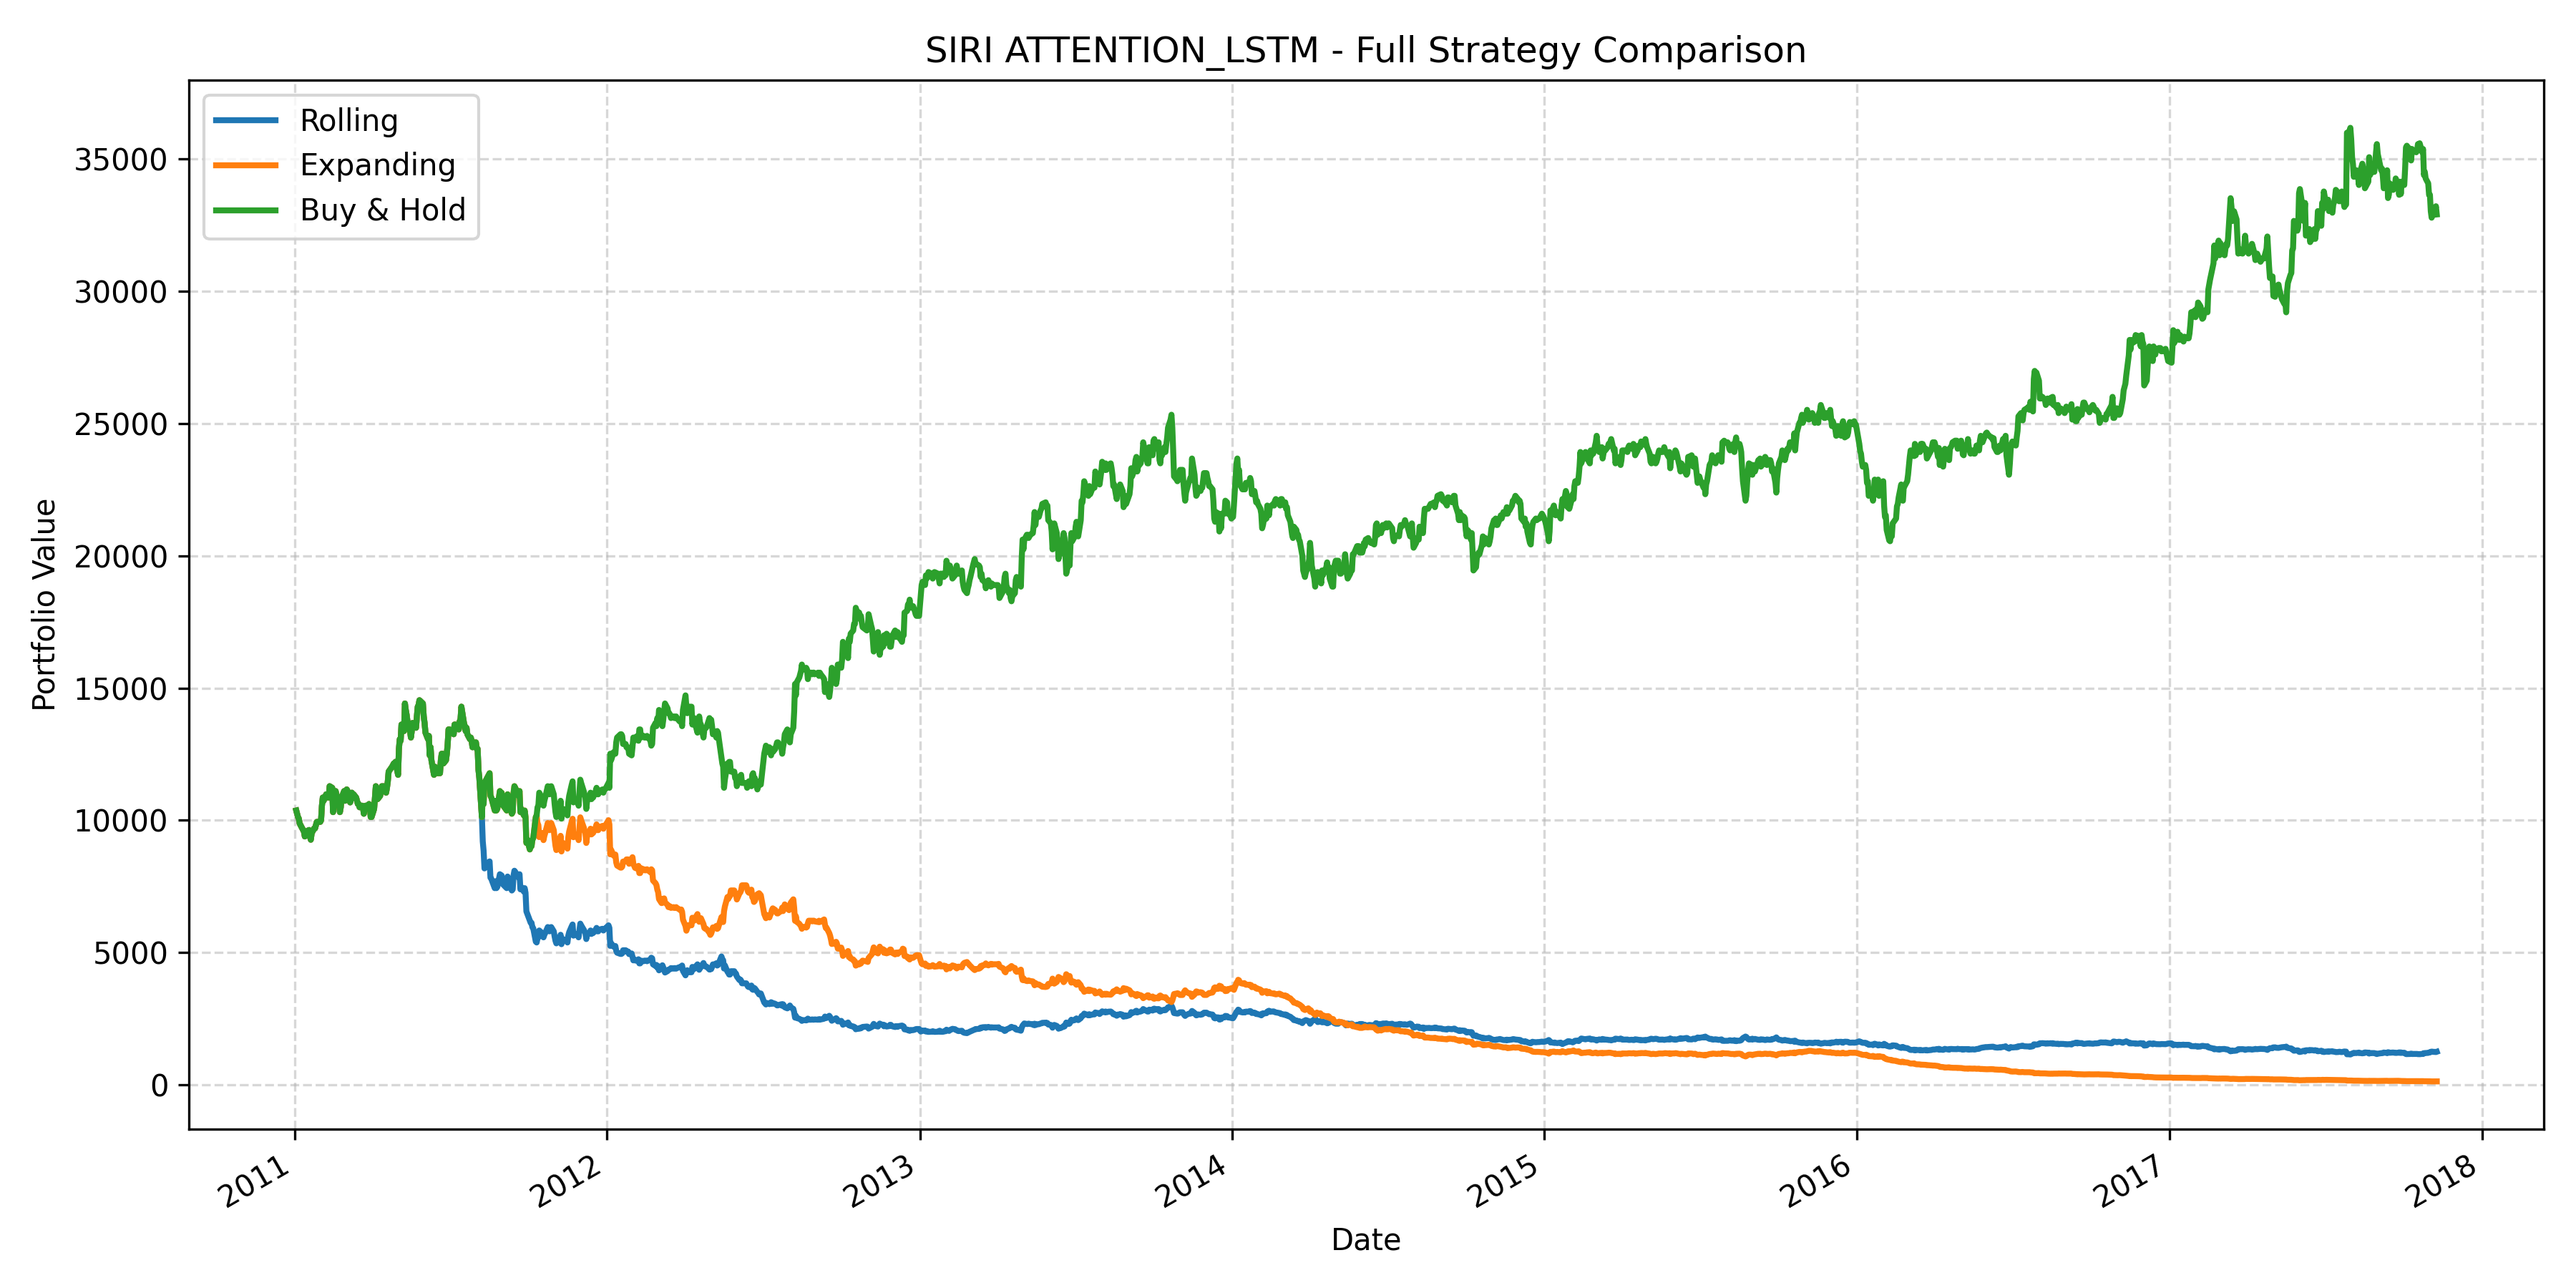 SIRI ATTENTION_LSTM - Full Strategy Comparison
Rolling
Expanding
Buy & Hold
Portfolio Value
35000
30000
25000
20000
15000
10000
5000
0
2011
2012
2013
2014
2015
2016
2017
2018
Date